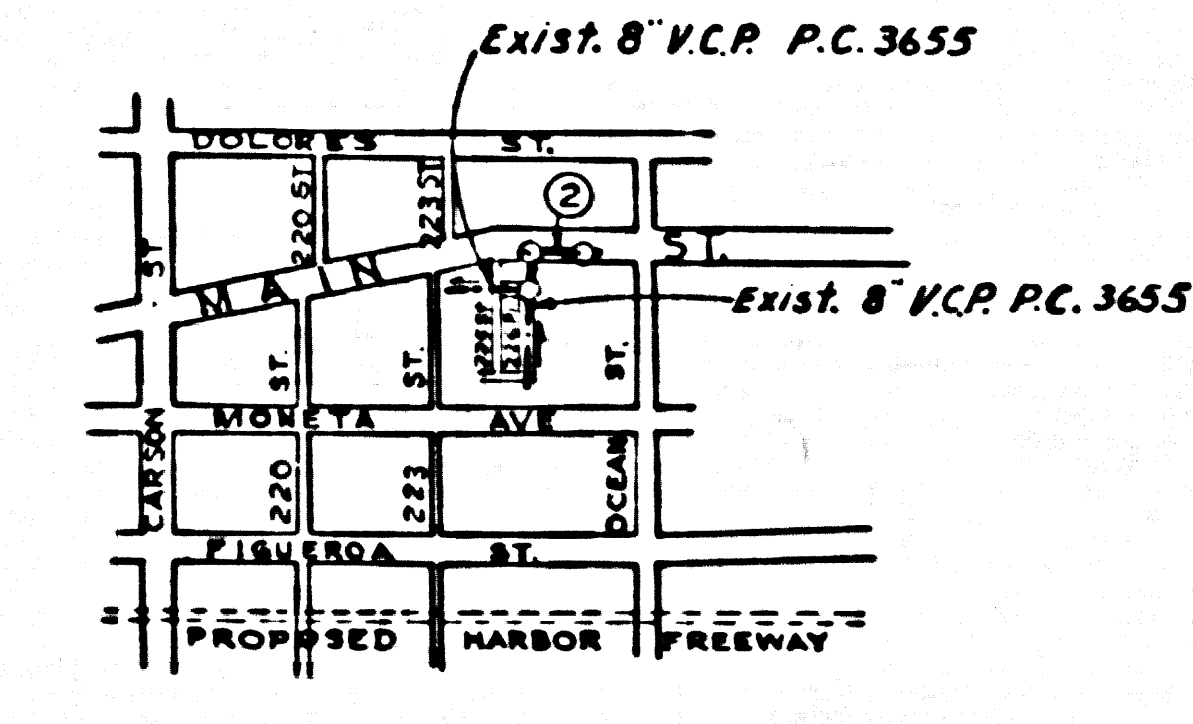 Exist. 8" V.C.P. P.C. 3655
DOLORES ST.
220 ST
223 ST
2
ST
MAIN ST.
Exist. 8" V.C.P. P.C. 3655
ST.
ST.
ST.
MONETA AVE
CARSON
220
223
OCEAN
FIGUEROA ST.
PROPOSED HARBOR FREEWAY